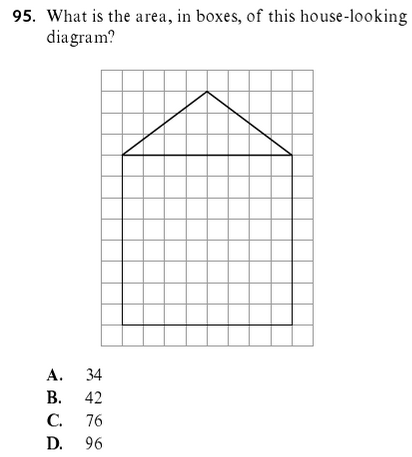 95. What is the area, in boxes, of this house-looking
diagram?
A. 34
B. 42
C. 76
D. 96